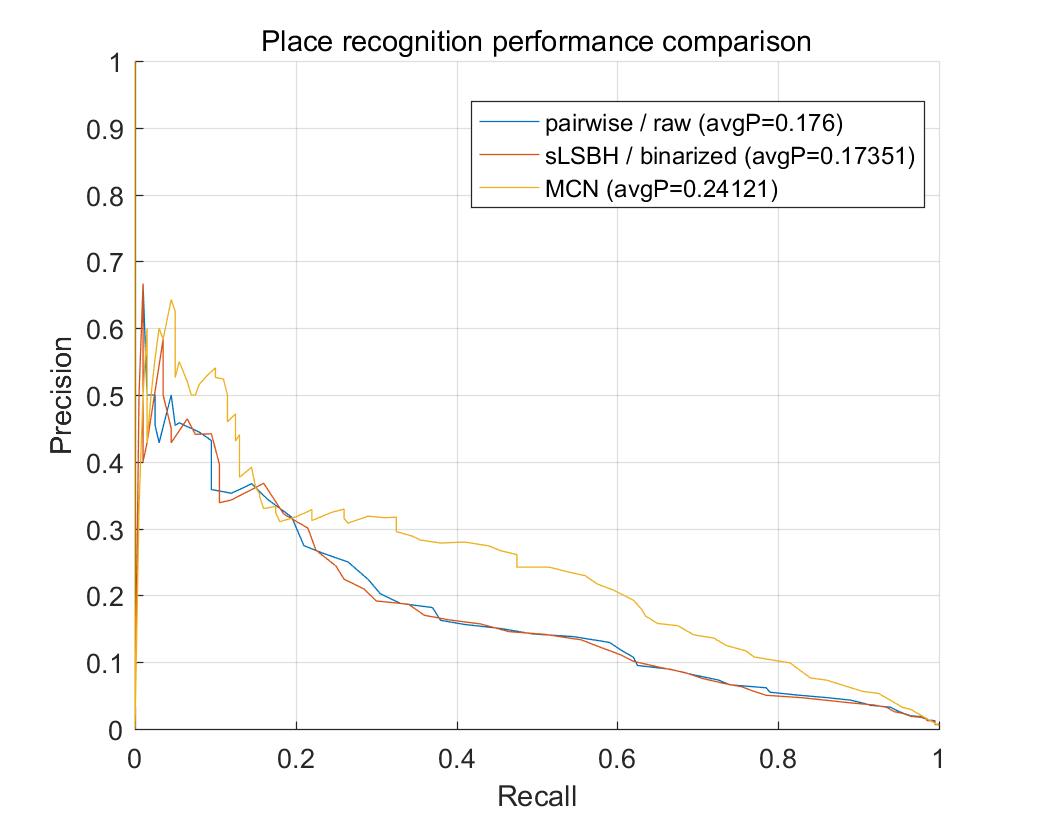 Place recognition performance comparison
1
0.9
0.8
0.7
0.6
0.5
0.4
0.3
0.2
0.1
0
Precision
pairwise / raw (avgP=0.176)
sLSBH / binarized (avgP=0.17351)
MCN (avgP=0.24121)
0 0.2 0.4 0.6 0.8 1
Recall